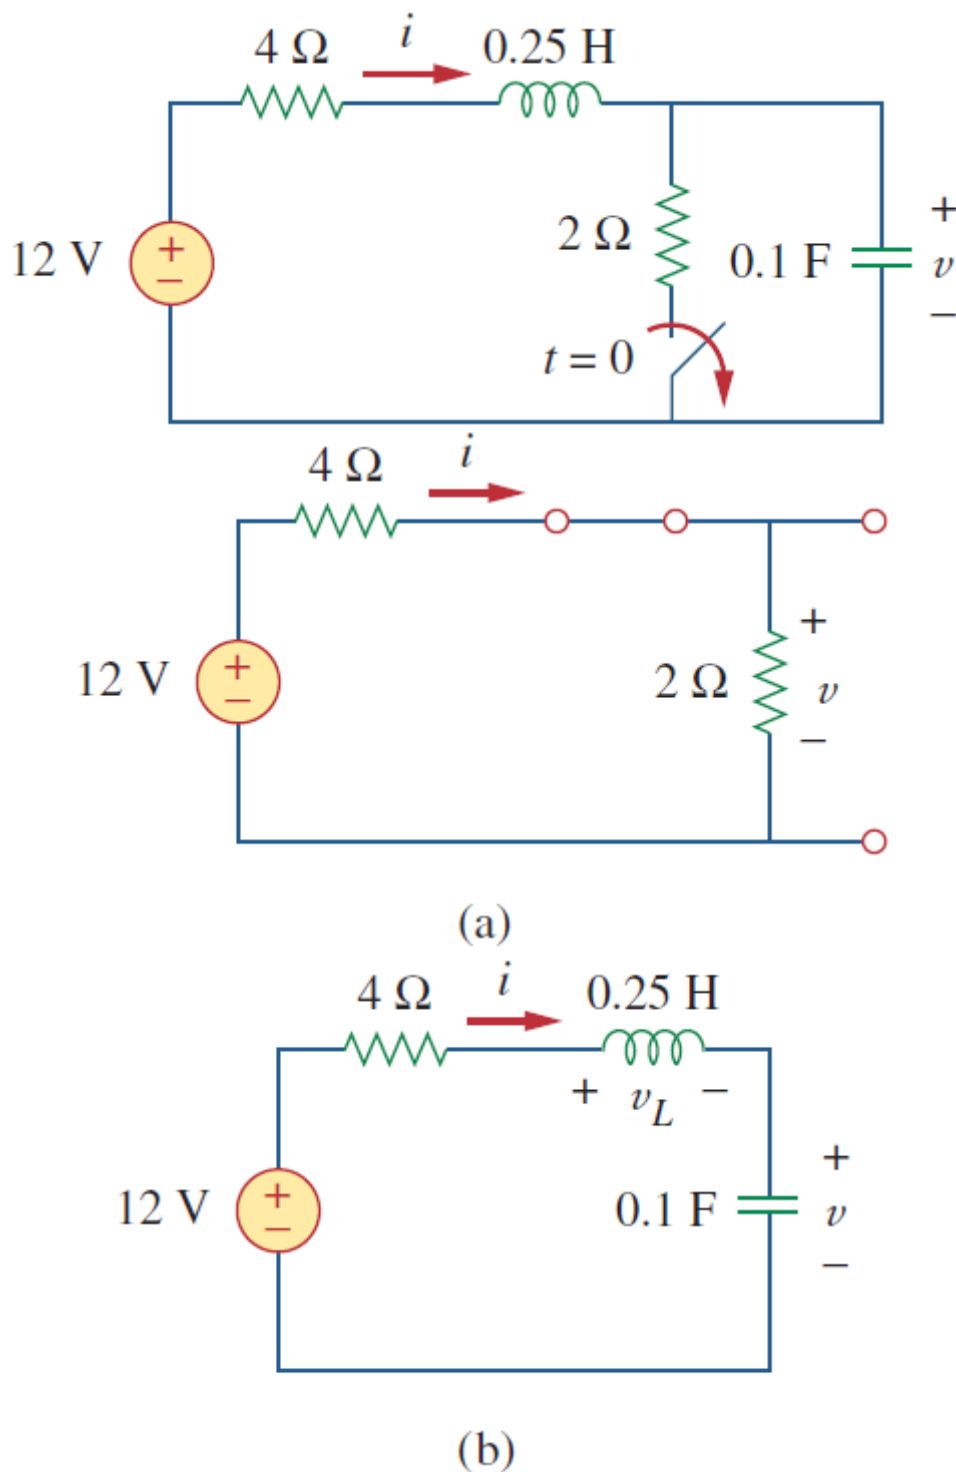 4 Ω i 0.25 H
12 V + − 2 Ω 0.1 F + v −
t = 0
4 Ω i
12 V + − 2 Ω + v −
(a)
4 Ω i 0.25 H
+ v_L −
12 V + − 0.1 F + v −
(b)